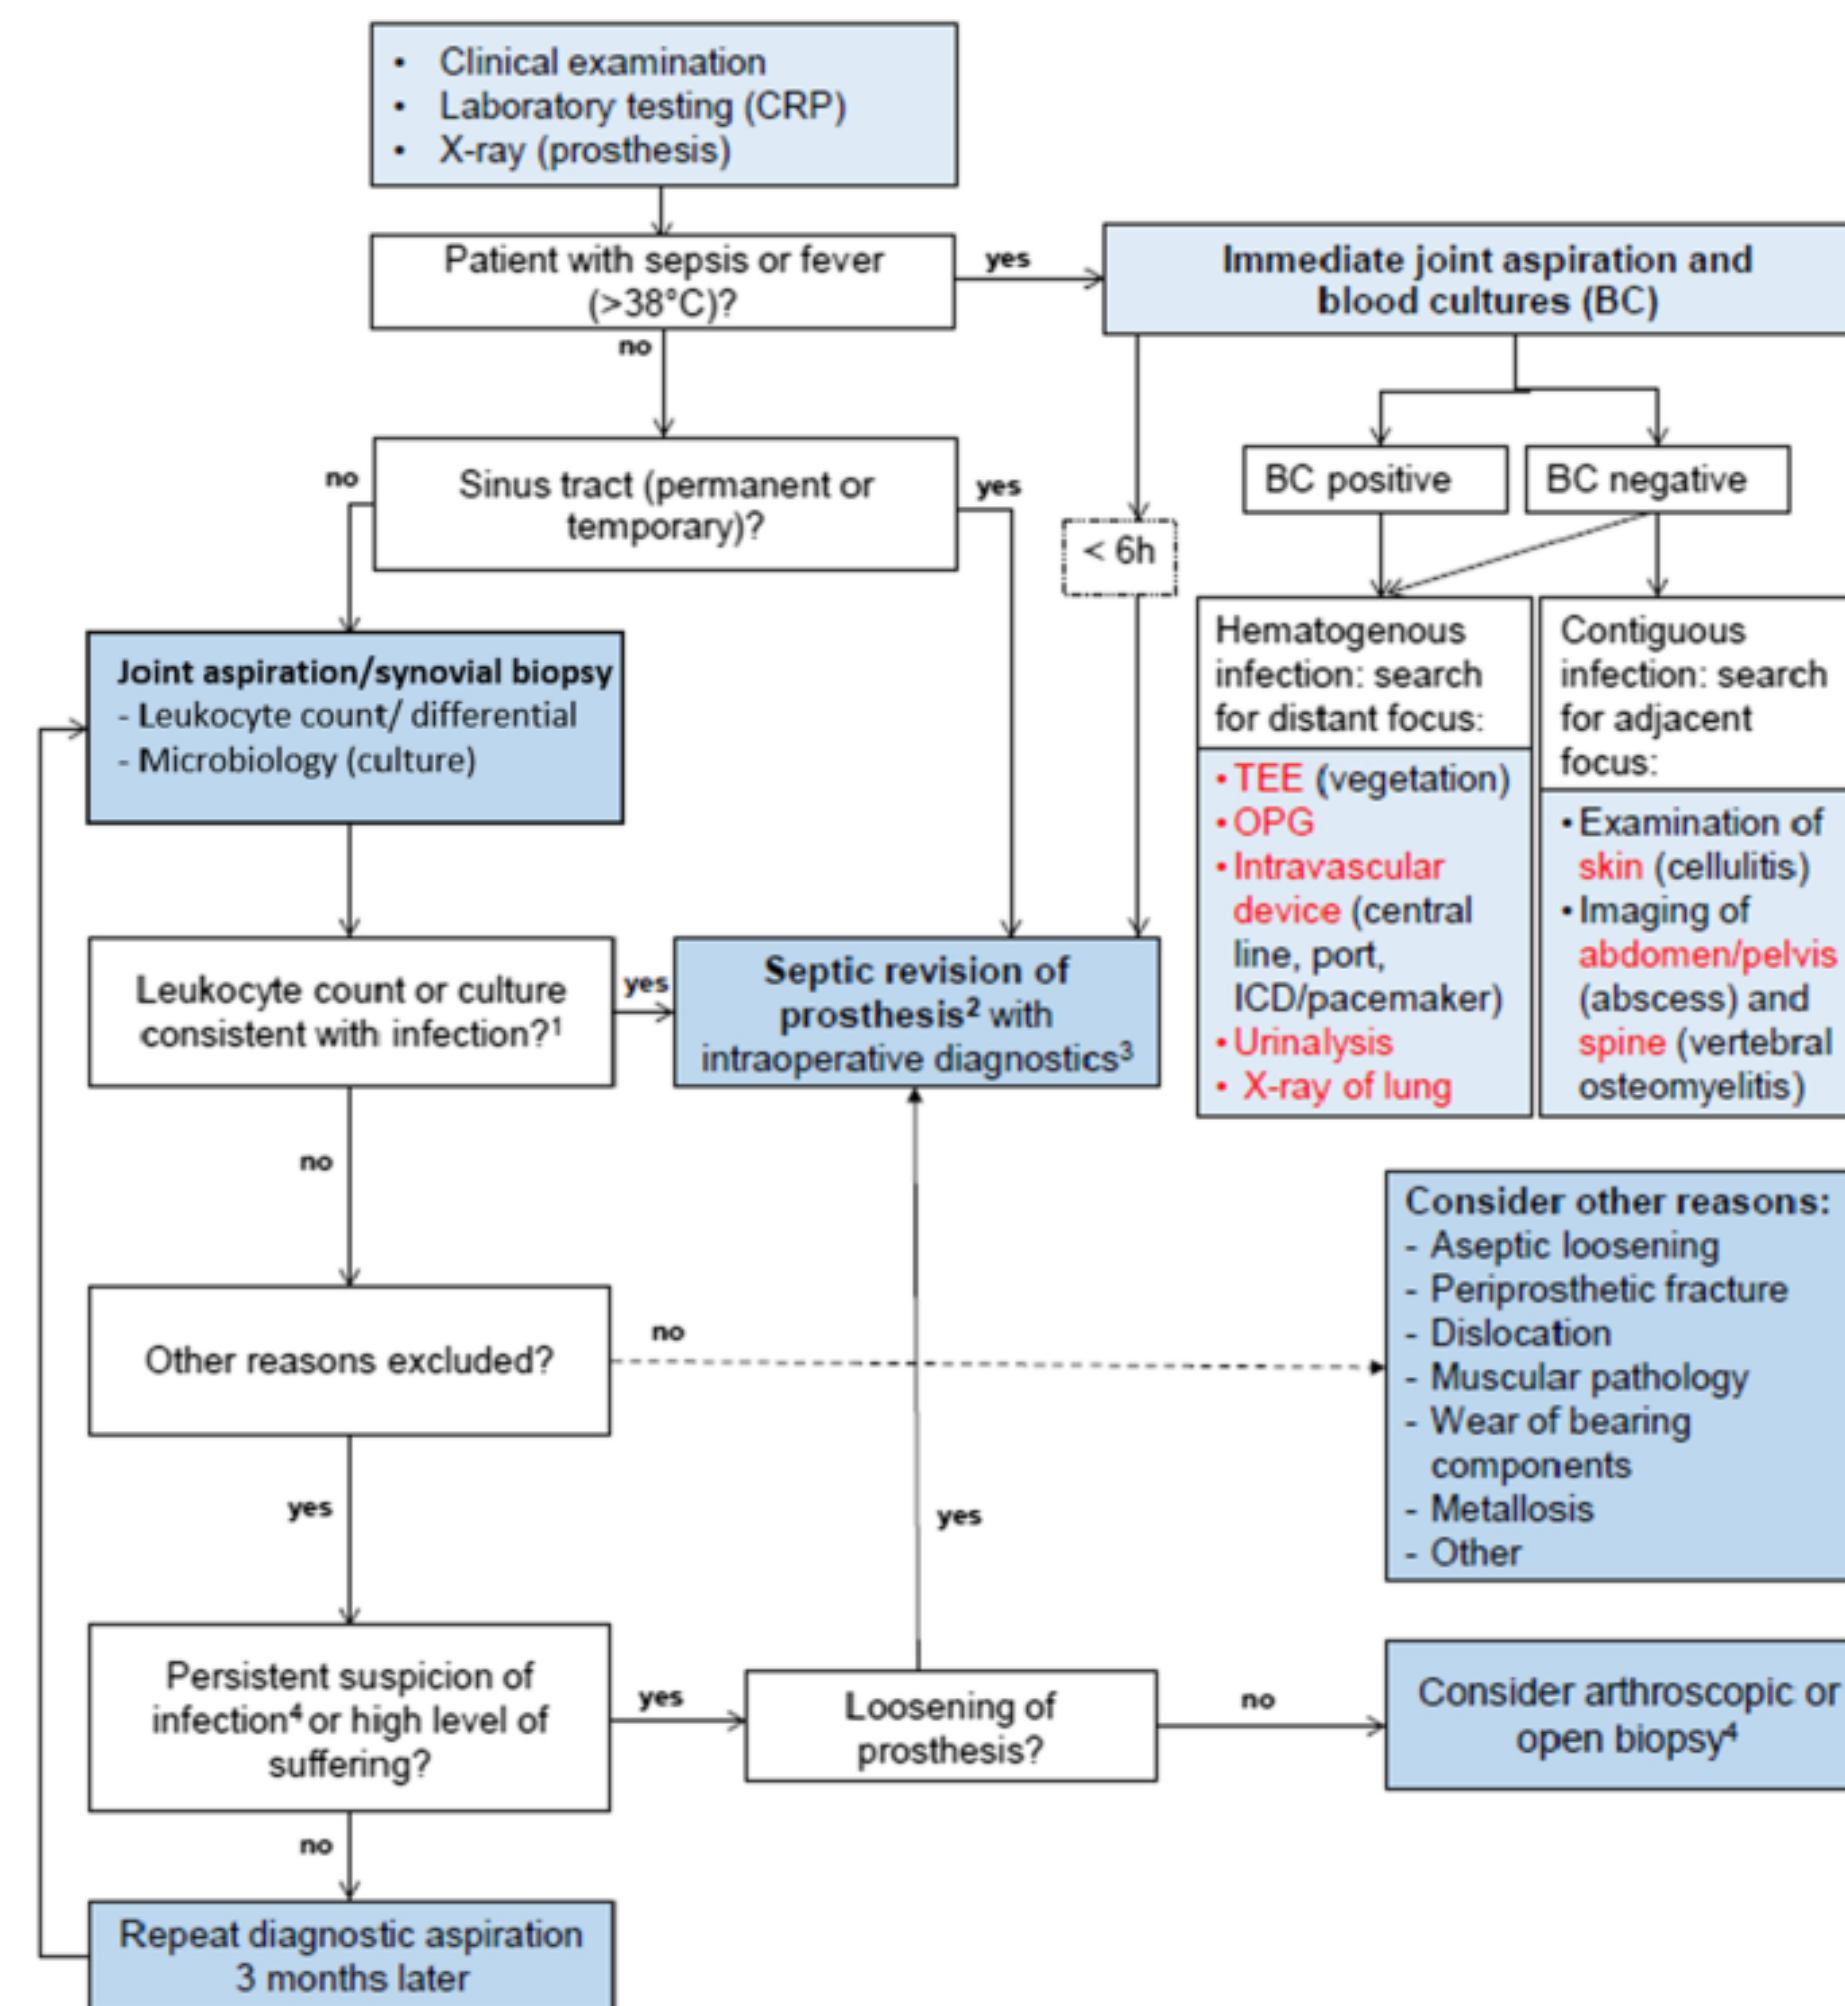 • Clinical examination
• Laboratory testing (CRP)
• X-ray (prosthesis)
Patient with sepsis or fever
(>38°C)?
yes
no
Immediate joint aspiration and
blood cultures (BC)
BC positive
BC negative
< 6h
Sinus tract (permanent or
temporary)?
no
yes
Hematogenous
infection: search
for distant focus:
• TEE (vegetation)
• OPG
• Intravascular
device (central
line, port,
ICD/pacemaker)
• Urinalysis
• X-ray of lung
Contiguous
infection: search
for adjacent
focus:
• Examination of
skin (cellulitis)
• Imaging of
abdomen/pelvis
(abscess) and
spine (vertebral
osteomyelitis)
Joint aspiration/synovial biopsy
- Leukocyte count/ differential
- Microbiology (culture)
Leukocyte count or culture
consistent with infection?¹
yes
no
Septic revision of
prosthesis² with
intraoperative diagnostics³
Other reasons excluded?
no
yes
Consider other reasons:
- Aseptic loosening
- Periprosthetic fracture
- Dislocation
- Muscular pathology
- Wear of bearing
components
- Metallosis
- Other
Persistent suspicion of
infection⁴ or high level of
suffering?
yes
no
Loosening of
prosthesis?
yes
no
Consider arthroscopic or
open biopsy⁴
Repeat diagnostic aspiration
3 months later